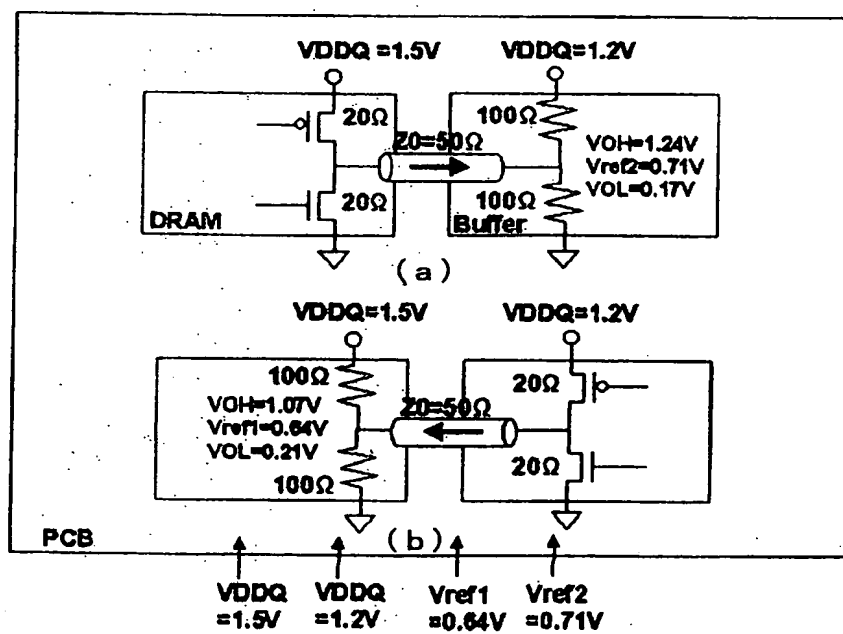 VDDQ =1.5V VDDQ=1.2V
20Ω 100Ω
Z0=50Ω
VOH=1.24V
Vref2=0.71V
VOL=0.17V
20Ω 100Ω
DRAM Buffer
(a)
VDDQ=1.5V VDDQ=1.2V
100Ω 20Ω
VOH=1.07V
Z0=50Ω
Vref1=0.64V
VOL=0.21V
100Ω 20Ω
PCB (b)
VDDQ VDDQ Vref1 Vref2
=1.5V =1.2V =0.64V =0.71V